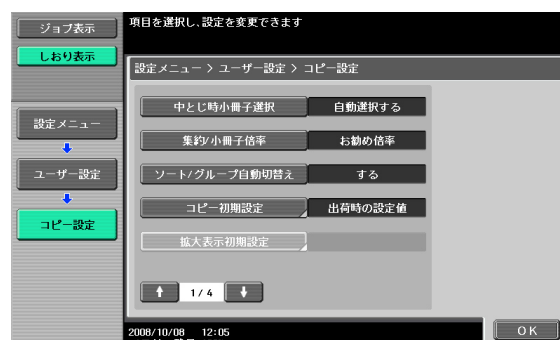 ジョブ表示
項目を選択し、設定を変更できます
しおり表示
設定メニュー > ユーザー設定 > コピー設定
中とじ時小冊子選択 自動選択する
設定メニュー
集約/小冊子倍率 お勧め倍率
ユーザー設定
ソート/グループ自動切替え する
コピー初期設定 出荷時の設定値
コピー設定
拡大表示初期設定
↑ 1/4 ↓
2008/10/08 12:05
OK